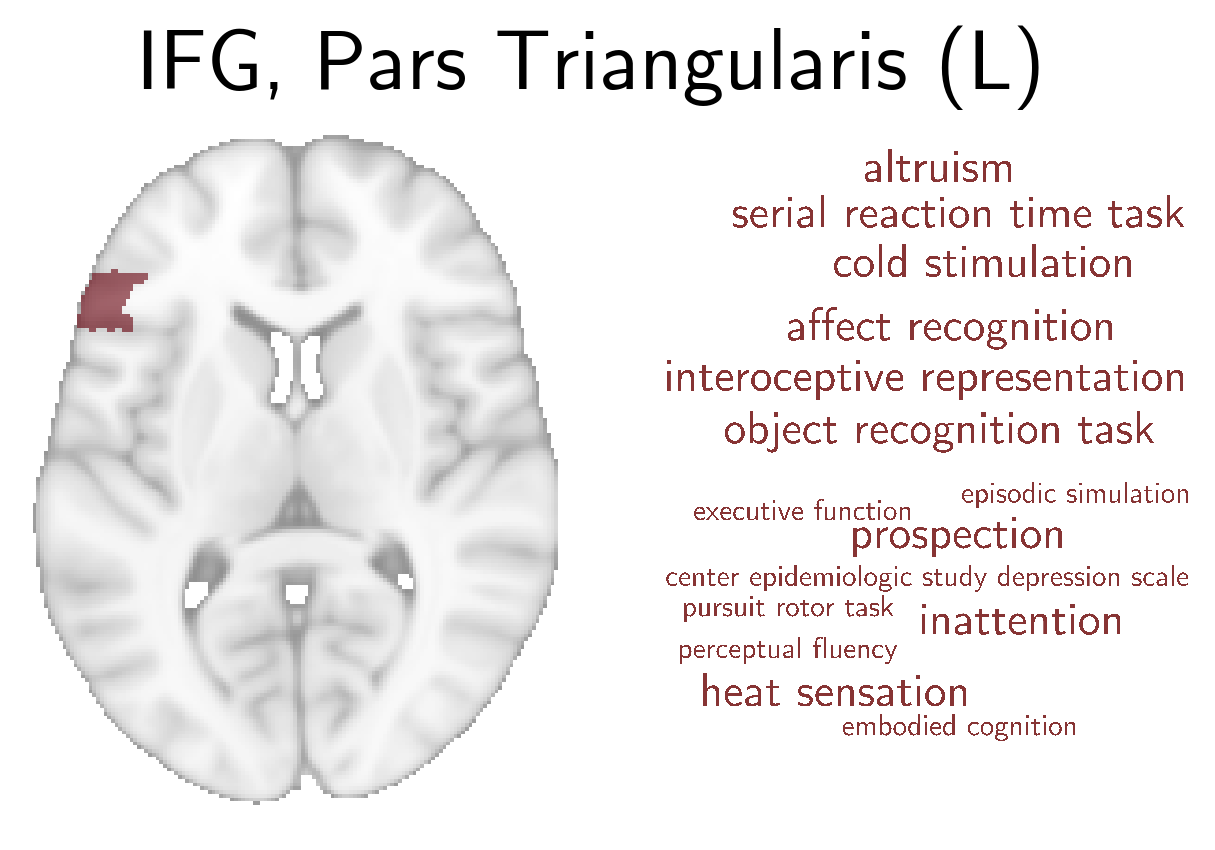 IFG, Pars Triangularis (L)
altruism
serial reaction time task
cold stimulation
affect recognition
interoceptive representation
object recognition task
episodic simulation
executive function
prospection
center epidemiologic study depression scale
pursuit rotor task
inattention
perceptual fluency
heat sensation
embodied cognition